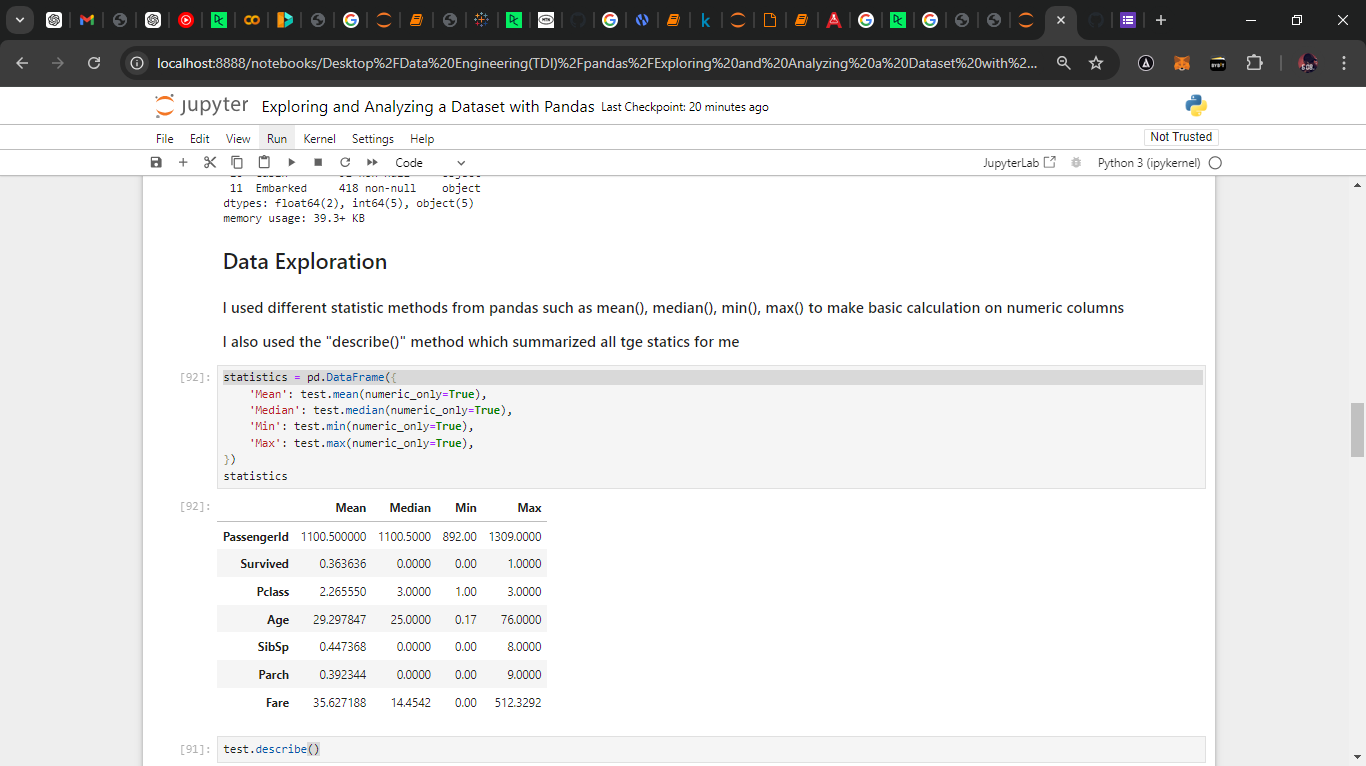 localhost:8888/notebooks/Desktop%2FData%20Engineering(TDI)%2Fpandas%2FExploring%20and%20Analyzing%20a%20Dataset%20with%2...
jupyter Exploring and Analyzing a Dataset with Pandas Last Checkpoint: 20 minutes ago
File Edit View Run Kernel Settings Help Not Trusted
Code JupyterLab Python 3 (ipykernel)
11 Embarked 418 non-null object
dtypes: float64(2), int64(5), object(5)
memory usage: 39.3+ KB
Data Exploration
I used different statistic methods from pandas such as mean(), median(), min(), max() to make basic calculation on numeric columns
I also used the "describe()" method which summarized all tge statics for me
[92]: statistics = pd.DataFrame({
'Mean': test.mean(numeric_only=True),
'Median': test.median(numeric_only=True),
'Min': test.min(numeric_only=True),
'Max': test.max(numeric_only=True),
})
statistics
[92]: Mean Median Min Max
PassengerId 1100.500000 1100.5000 892.00 1309.0000
Survived 0.363636 0.0000 0.00 1.0000
Pclass 2.265550 3.0000 1.00 3.0000
Age 29.297847 25.0000 0.17 76.0000
SibSp 0.447368 0.0000 0.00 8.0000
Parch 0.392344 0.0000 0.00 9.0000
Fare 35.627188 14.4542 0.00 512.3292
[91]: test.describe()